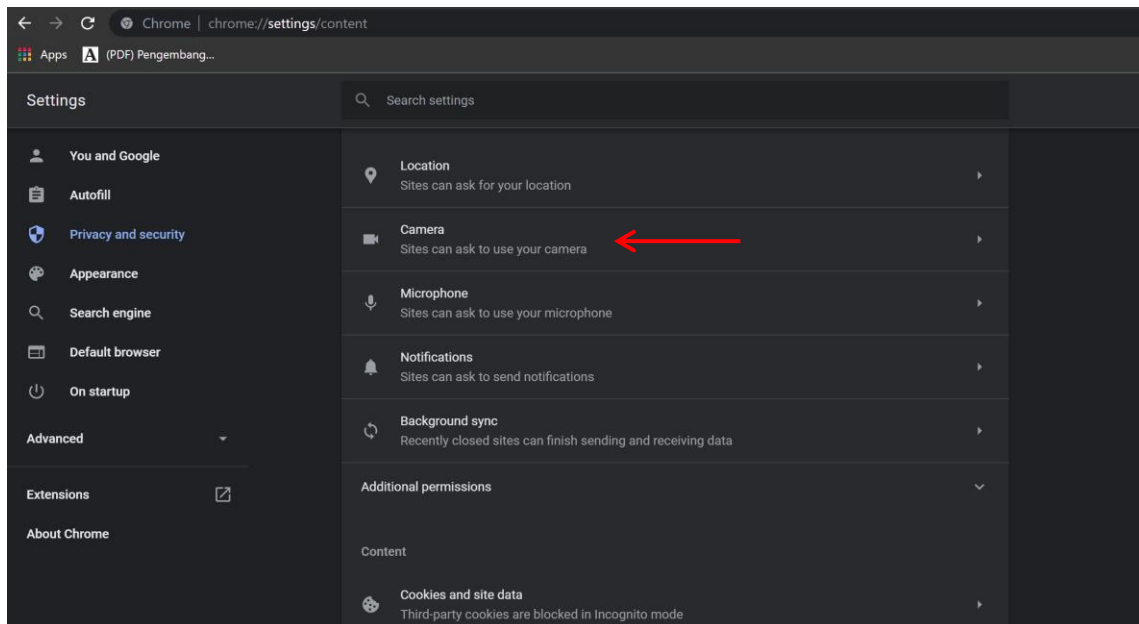 Chrome | chrome://settings/content
Apps (PDF) Pengembang...
Settings
Search settings
You and Google
Autofill
Privacy and security
Appearance
Search engine
Default browser
On startup
Advanced
Extensions
About Chrome
Location
Sites can ask for your location
Camera
Sites can ask to use your camera
Microphone
Sites can ask to use your microphone
Notifications
Sites can ask to send notifications
Background sync
Recently closed sites can finish sending and receiving data
Additional permissions
Content
Cookies and site data
Third-party cookies are blocked in Incognito mode